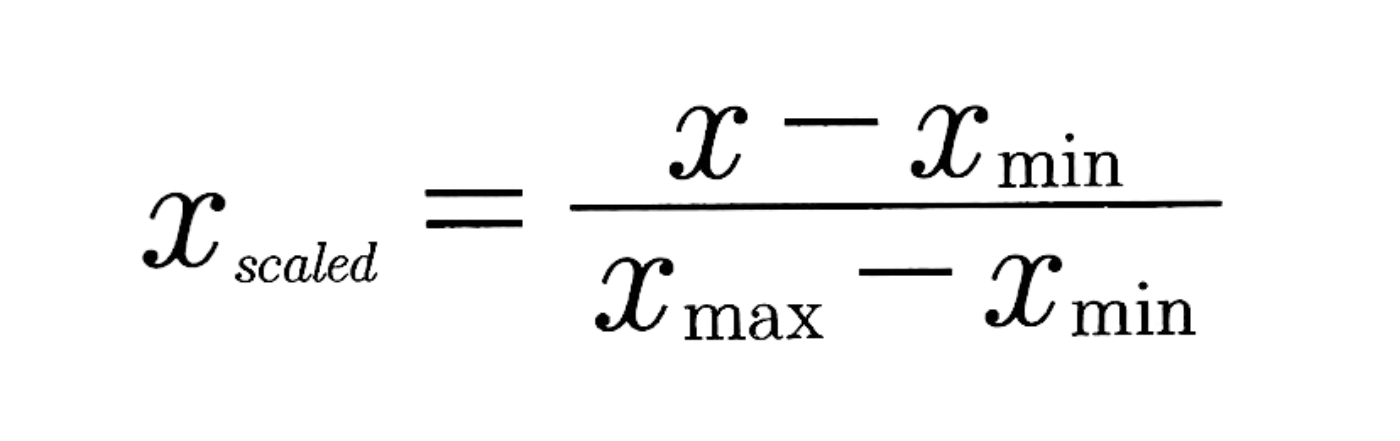 x_scaled = (x − x_min) / (x_max − x_min)